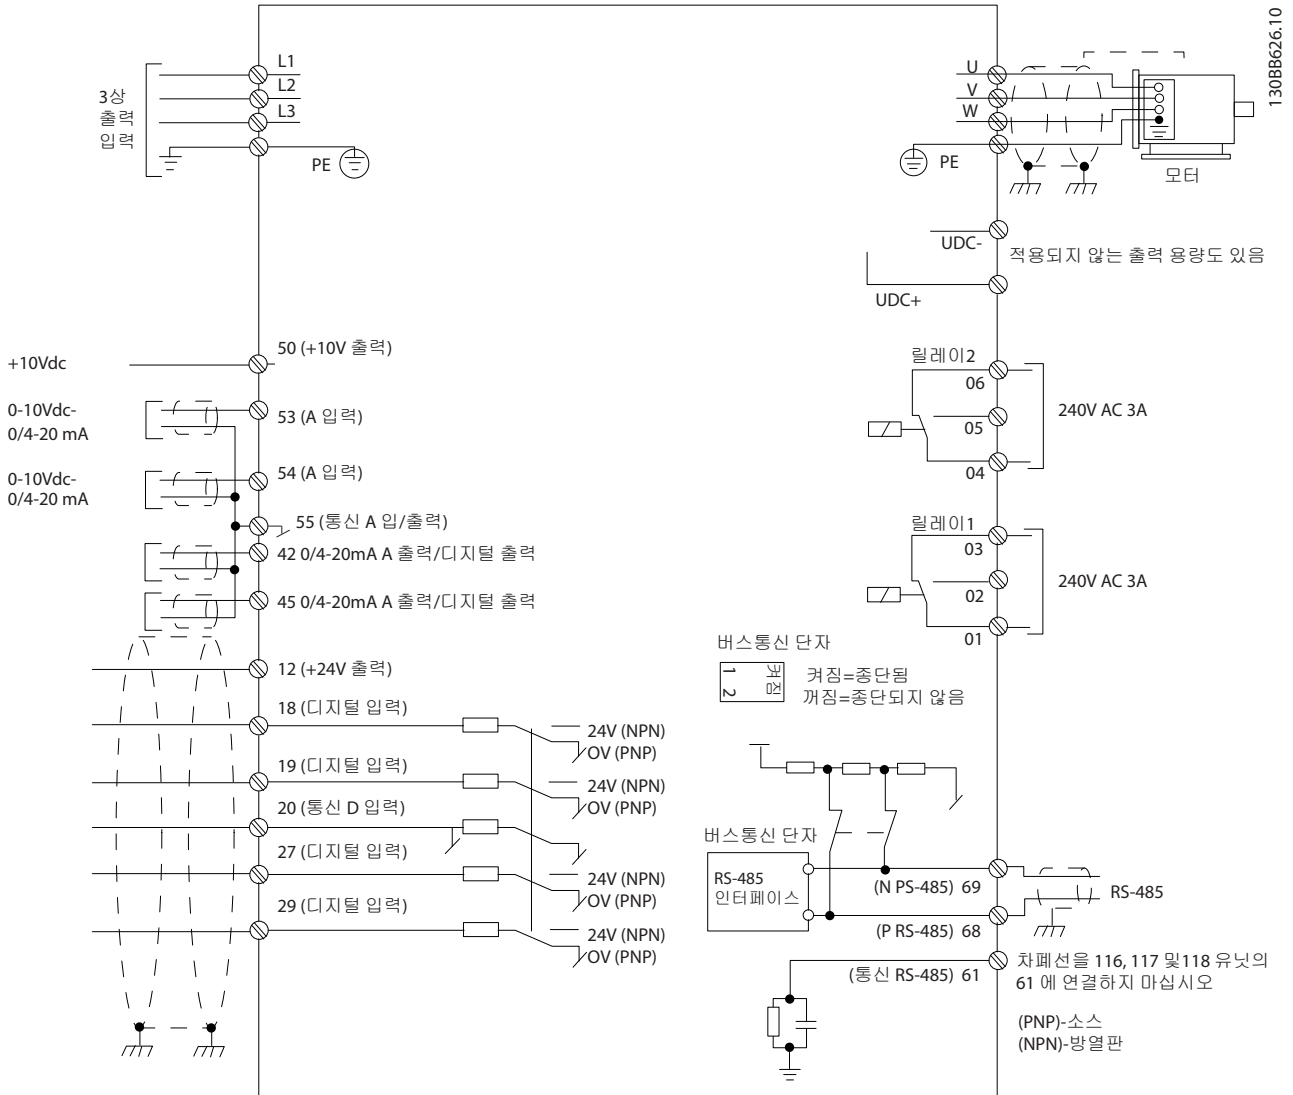 130BB626.10
3상
출력
입력
L1
L2
L3
PE
U
V
W
PE
모터
UDC-
적용되지 않는 출력 용량도 있음
UDC+
+10Vdc
50 (+10V 출력)
0-10Vdc-
0/4-20 mA
53 (A 입력)
0-10Vdc-
0/4-20 mA
54 (A 입력)
55 (통신 A 입/출력)
42 0/4-20mA A 출력/디지털 출력
45 0/4-20mA A 출력/디지털 출력
12 (+24V 출력)
18 (디지털 입력)
24V (NPN)
OV (PNP)
19 (디지털 입력)
24V (NPN)
OV (PNP)
20 (통신 D 입력)
27 (디지털 입력)
24V (NPN)
OV (PNP)
29 (디지털 입력)
24V (NPN)
OV (PNP)
릴레이2
06
05
04
240V AC 3A
릴레이1
03
02
01
240V AC 3A
버스통신 단자
켜짐
1 2
켜짐=종단됨
꺼짐=종단되지 않음
버스통신 단자
RS-485
인터페이스
(N PS-485) 69
RS-485
(P RS-485) 68
(통신 RS-485) 61
차폐선을 116, 117 및118 유닛의
61 에 연결하지 마십시오
(PNP)-소스
(NPN)-방열판